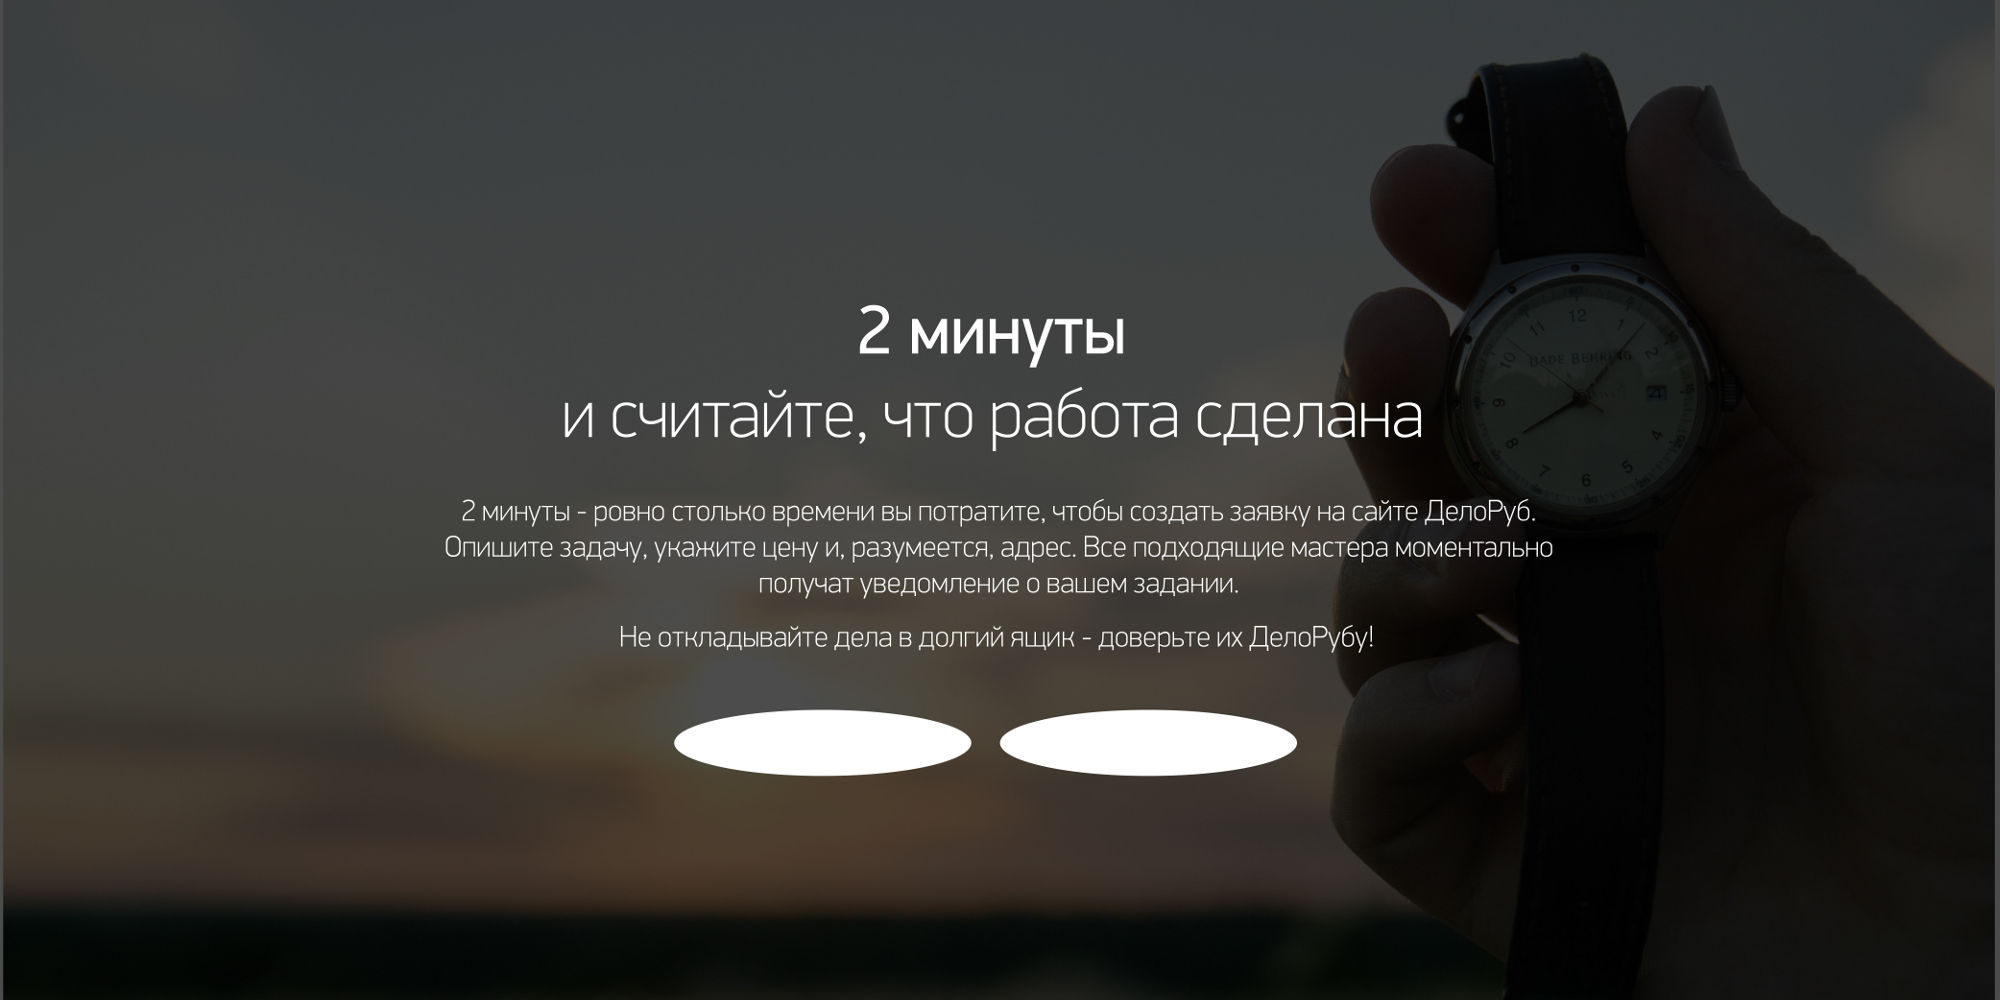 2 минуты
и считайте, что работа сделана
2 минуты - ровно столько времени вы потратите, чтобы создать заявку на сайте ДелоРуб.
Опишите задачу, укажите цену и, разумеется, адрес. Все подходящие мастера моментально
получат уведомление о вашем задании.
Не откладывайте дела в долгий ящик - доверьте их ДелоРубу!
12
11
1
10
2
DADE BEHRING
9
8
4
7
5
6